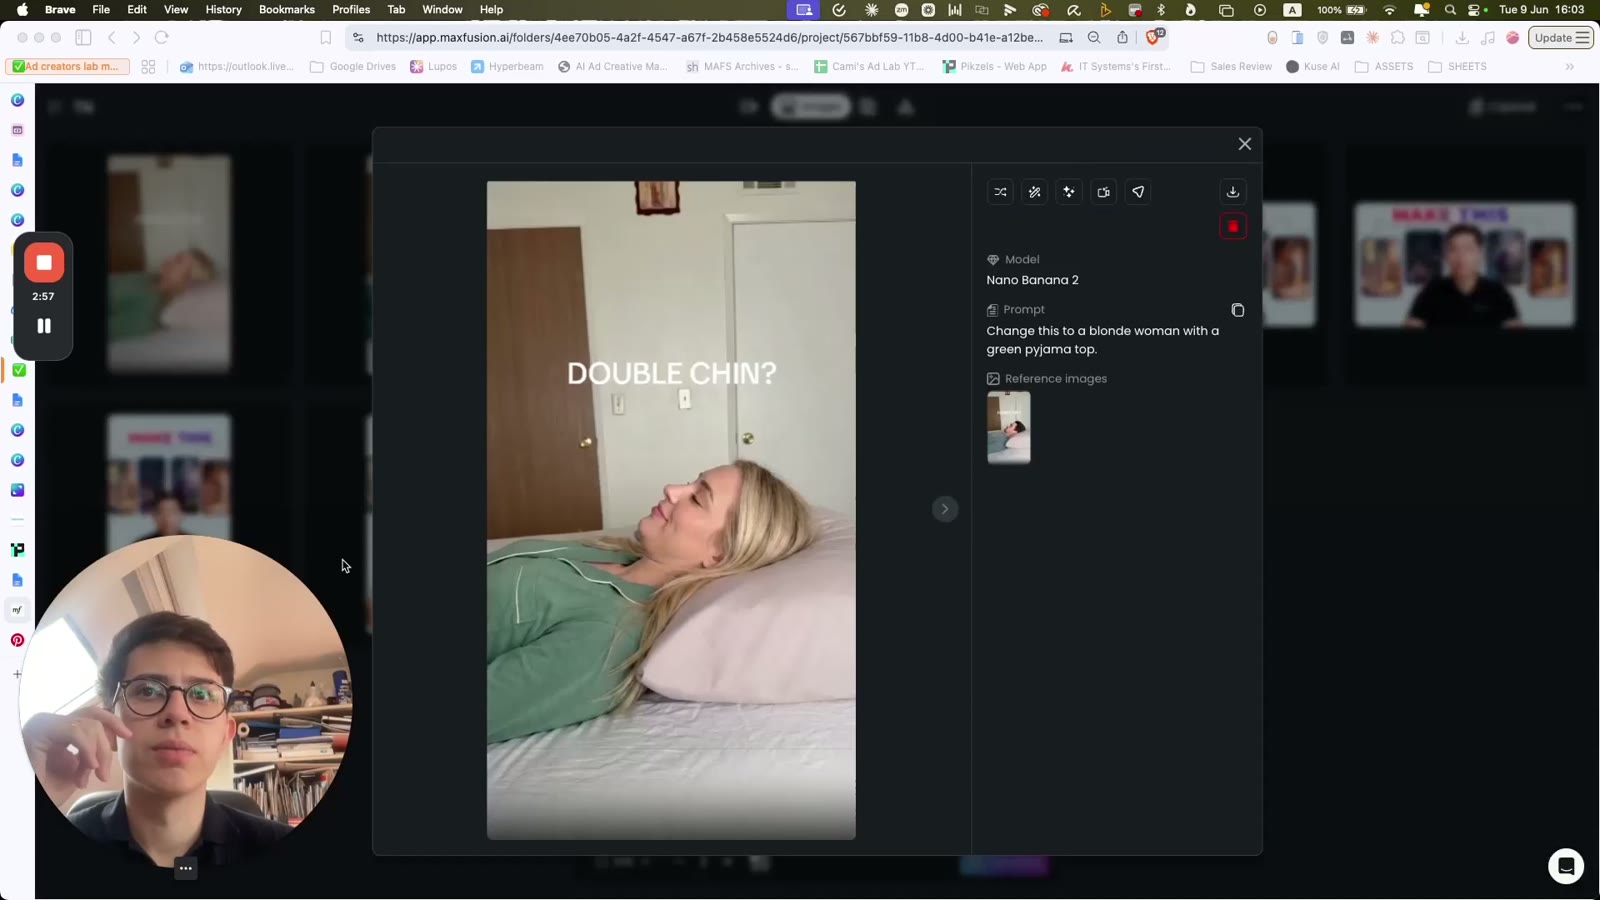 Brave File Edit View History Bookmarks Profiles Tab Window Help
100%
Tue 9 Jun 16:03
https://app.maxfusion.ai/folders/4ee70b05-4a2f-4547-a67f-2b458e5524d6/project/567bbf59-11b8-4d00-b41e-a12be...
12
Update
Ad creators lab m...
https://outlook.live...
Google Drives
Lupos
Hyperbeam
AI Ad Creative Ma...
MAFS Archives - s...
Cami's Ad Lab YT...
Pikzels - Web App
IT Systems's First...
Sales Review
Kuse AI
ASSETS
SHEETS
2:57
DOUBLE CHIN?
Model
Nano Banana 2
Prompt
Change this to a blonde woman with a
green pyjama top.
Reference images
MAKE THIS
MAKE THIS